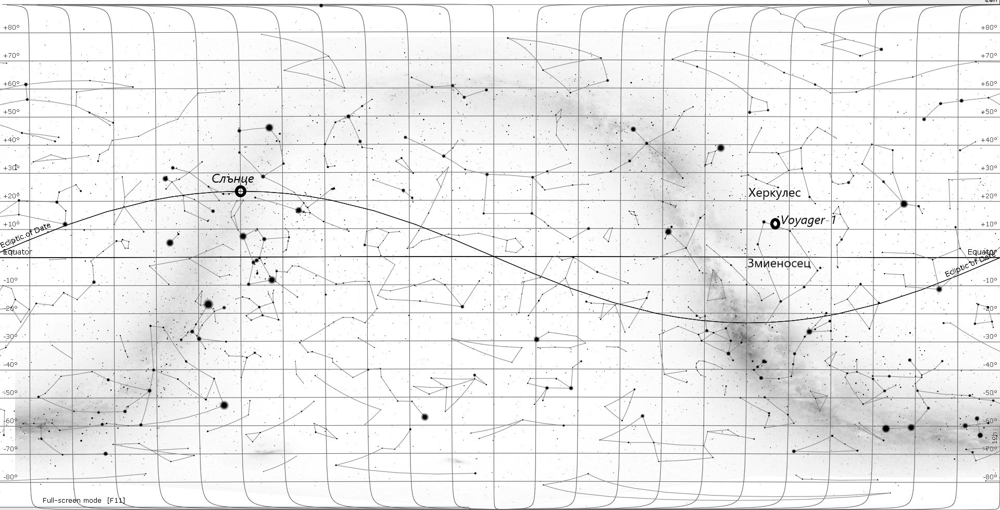 +80° +80°
+70° +70°
+60° +60°
+50° +50°
+40° +40°
+30° +30°
Слънце
Херкулес
+20° +20°
Voyager-1
+10° +10°
Ecliptic of Date
Equator Equator
Ecliptic of Date
Змиеносец
-10° -10°
-20° -20°
-30° -30°
-40° -40°
-50° -50°
-60° -60°
12h
-70° -70°
-80° -80°
Full-screen mode [F11]